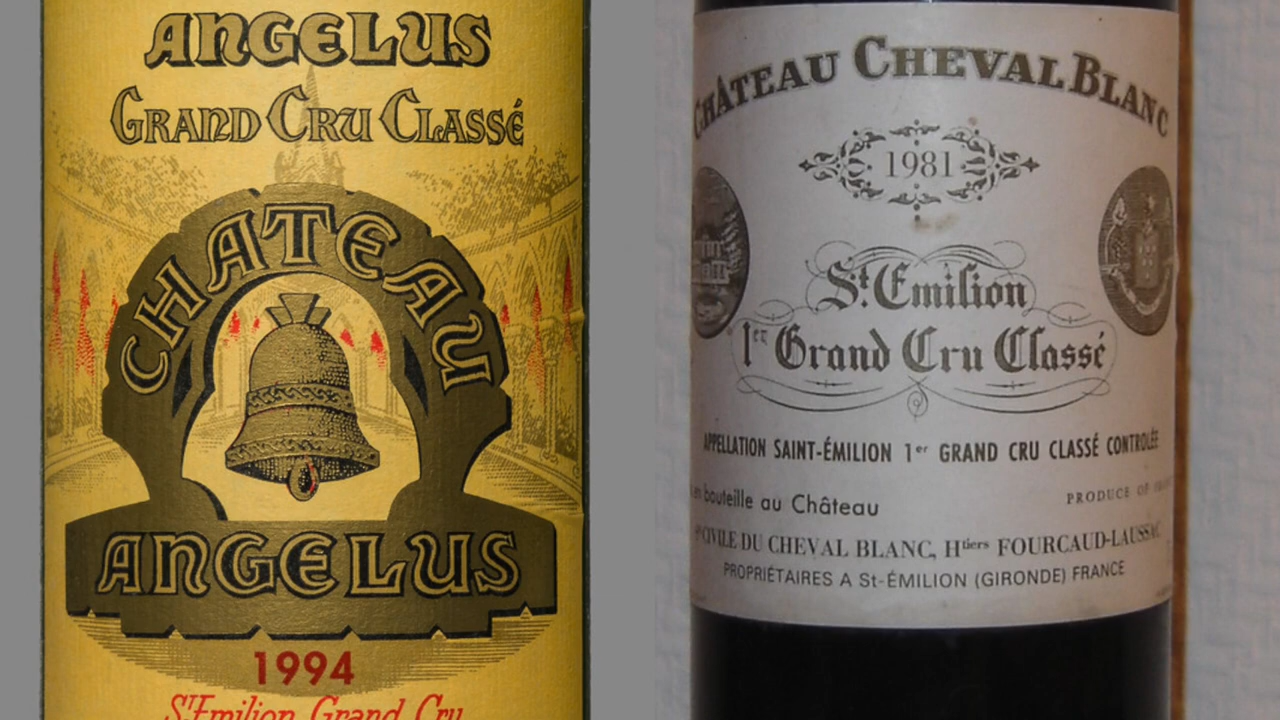 ANGELUS
GRAND CRU CLASSÉ
CHATEAU
ANGELUS
1994
St Emilion Grand Cru
CHÂTEAU CHEVAL BLANC
1981
St. Emilion
1er Grand Cru Classé
APPELLATION SAINT-ÉMILION 1er GRAND CRU CLASSÉ CONTROLÉE
en bouteille au Château
PRODUCE OF
CIVILE DU CHEVAL BLANC, Htiers FOURCAUD-LAUSSAC
PROPRIÉTAIRES A St-ÉMILION (GIRONDE) FRANCE